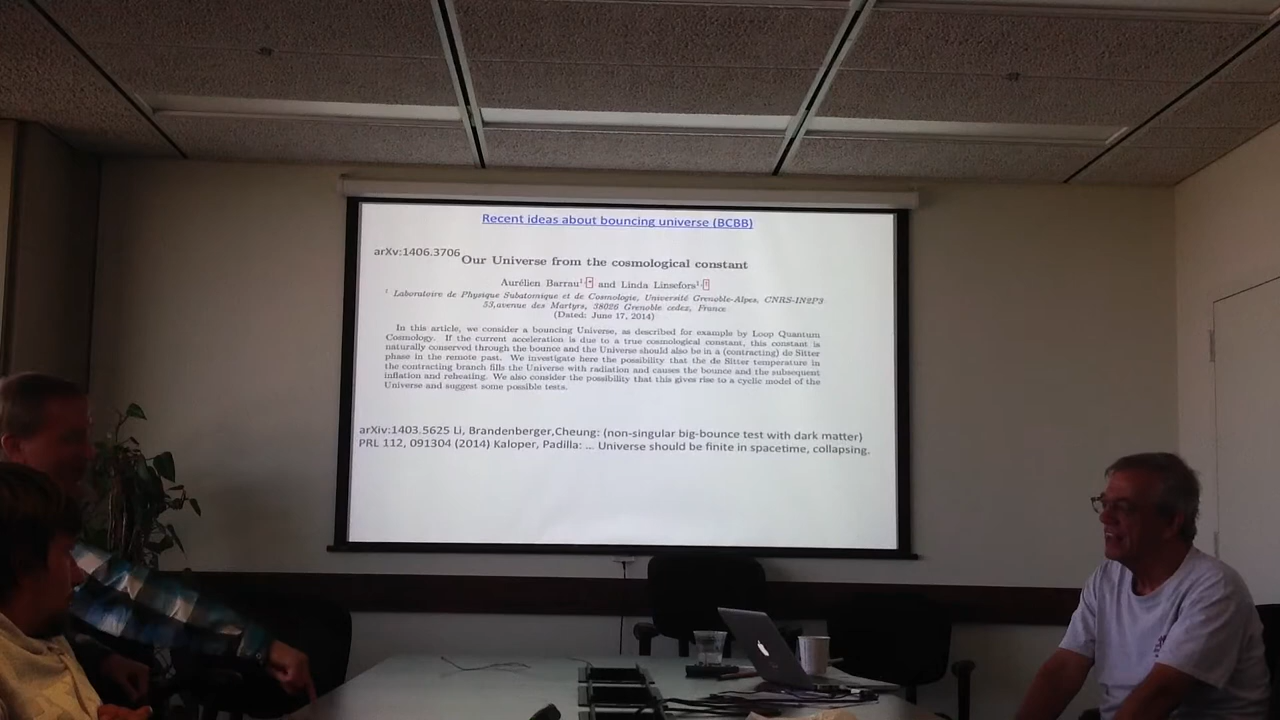 Recent ideas about bouncing universe (BCBB)
arXv:1406.3706
Our Universe from the cosmological constant
Aurélien Barrau¹,* and Linda Linsefors¹,†
¹ Laboratoire de Physique Subatomique et de Cosmologie, Université Grenoble-Alpes, CNRS-IN2P3
53,avenue des Martyrs, 38026 Grenoble cedex, France
(Dated: June 17, 2014)
In this article, we consider a bouncing Universe, as described for example by Loop Quantum
Cosmology. If the current acceleration is due to a true cosmological constant, this constant is
naturally conserved through the bounce and the Universe should also be in a (contracting) de Sitter
phase in the remote past. We investigate here the possibility that the de Sitter temperature in
the contracting branch fills the Universe with radiation and causes the bounce and the subsequent
inflation and reheating. We also consider the possibility that this gives rise to a cyclic model of the
Universe and suggest some possible tests.
arXiv:1403.5625 Li, Brandenberger,Cheung: (non-singular big-bounce test with dark matter)
PRL 112, 091304 (2014) Kaloper, Padilla: ... Universe should be finite in spacetime, collapsing.